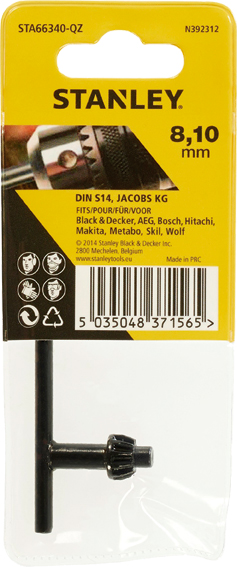 STA66340-QZ N392312
STANLEY
8,10
mm
DIN S14, JACOBS KG
FITS/POUR/FÜR/VOOR
Black & Decker, AEG, Bosch, Hitachi,
Makita, Metabo, Skil, Wolf
© 2014 Stanley Black & Decker Inc.
2800 Mechelen, Belgium
www.stanleytools.eu Made in PRC
5 035048 371565 >